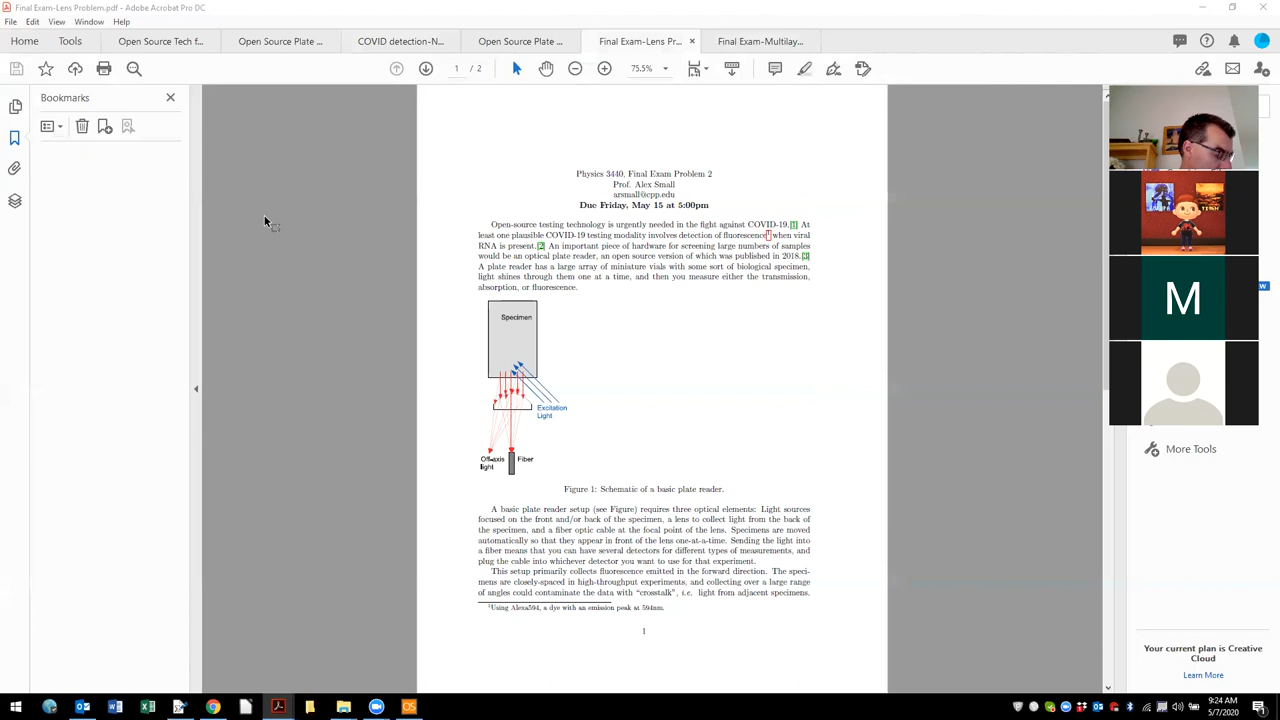 Final Exam-Lens Problem.pdf - Adobe Acrobat Pro DC
File Edit View Window Help
Home Tools Open Source Tech f... Open Source Plate ... COVID detection-N... Open Source Plate ... Final Exam-Lens Pr... × Final Exam-Multilay...
1 / 2 75.5%
Bookmarks
Physics 3440, Final Exam Problem 2
Prof. Alex Small
arsmall@cpp.edu
Due Friday, May 15 at 5:00pm
Open-source testing technology is urgently needed in the fight against COVID-19.[1] At
least one plausible COVID-19 testing modality involves detection of fluorescence1 when viral
RNA is present.[2] An important piece of hardware for screening large numbers of samples
would be an optical plate reader, an open source version of which was published in 2018.[3]
A plate reader has a large array of miniature vials with some sort of biological specimen,
light shines through them one at a time, and then you measure either the transmission,
absorption, or fluorescence.
Specimen
Excitation
Light
Off-axis
light
Fiber
Figure 1: Schematic of a basic plate reader.
A basic plate reader setup (see Figure) requires three optical elements: Light sources
focused on the front and/or back of the specimen, a lens to collect light from the back of
the specimen, and a fiber optic cable at the focal point of the lens. Specimens are moved
automatically so that they appear in front of the lens one-at-a-time. Sending the light into
a fiber means that you can have several detectors for different types of measurements, and
plug the cable into whichever detector you want to use for that experiment.
This setup primarily collects fluorescence emitted in the forward direction. The speci-
mens are closely-spaced in high-throughput experiments, and collecting over a large range
of angles could contaminate the data with “crosstalk”, i.e. light from adjacent specimens.
1Using Alexa594, a dye with an emission peak at 594nm.
1
M
More Tools
Your current plan is Creative
Cloud
Learn More
9:24 AM
5/7/2020